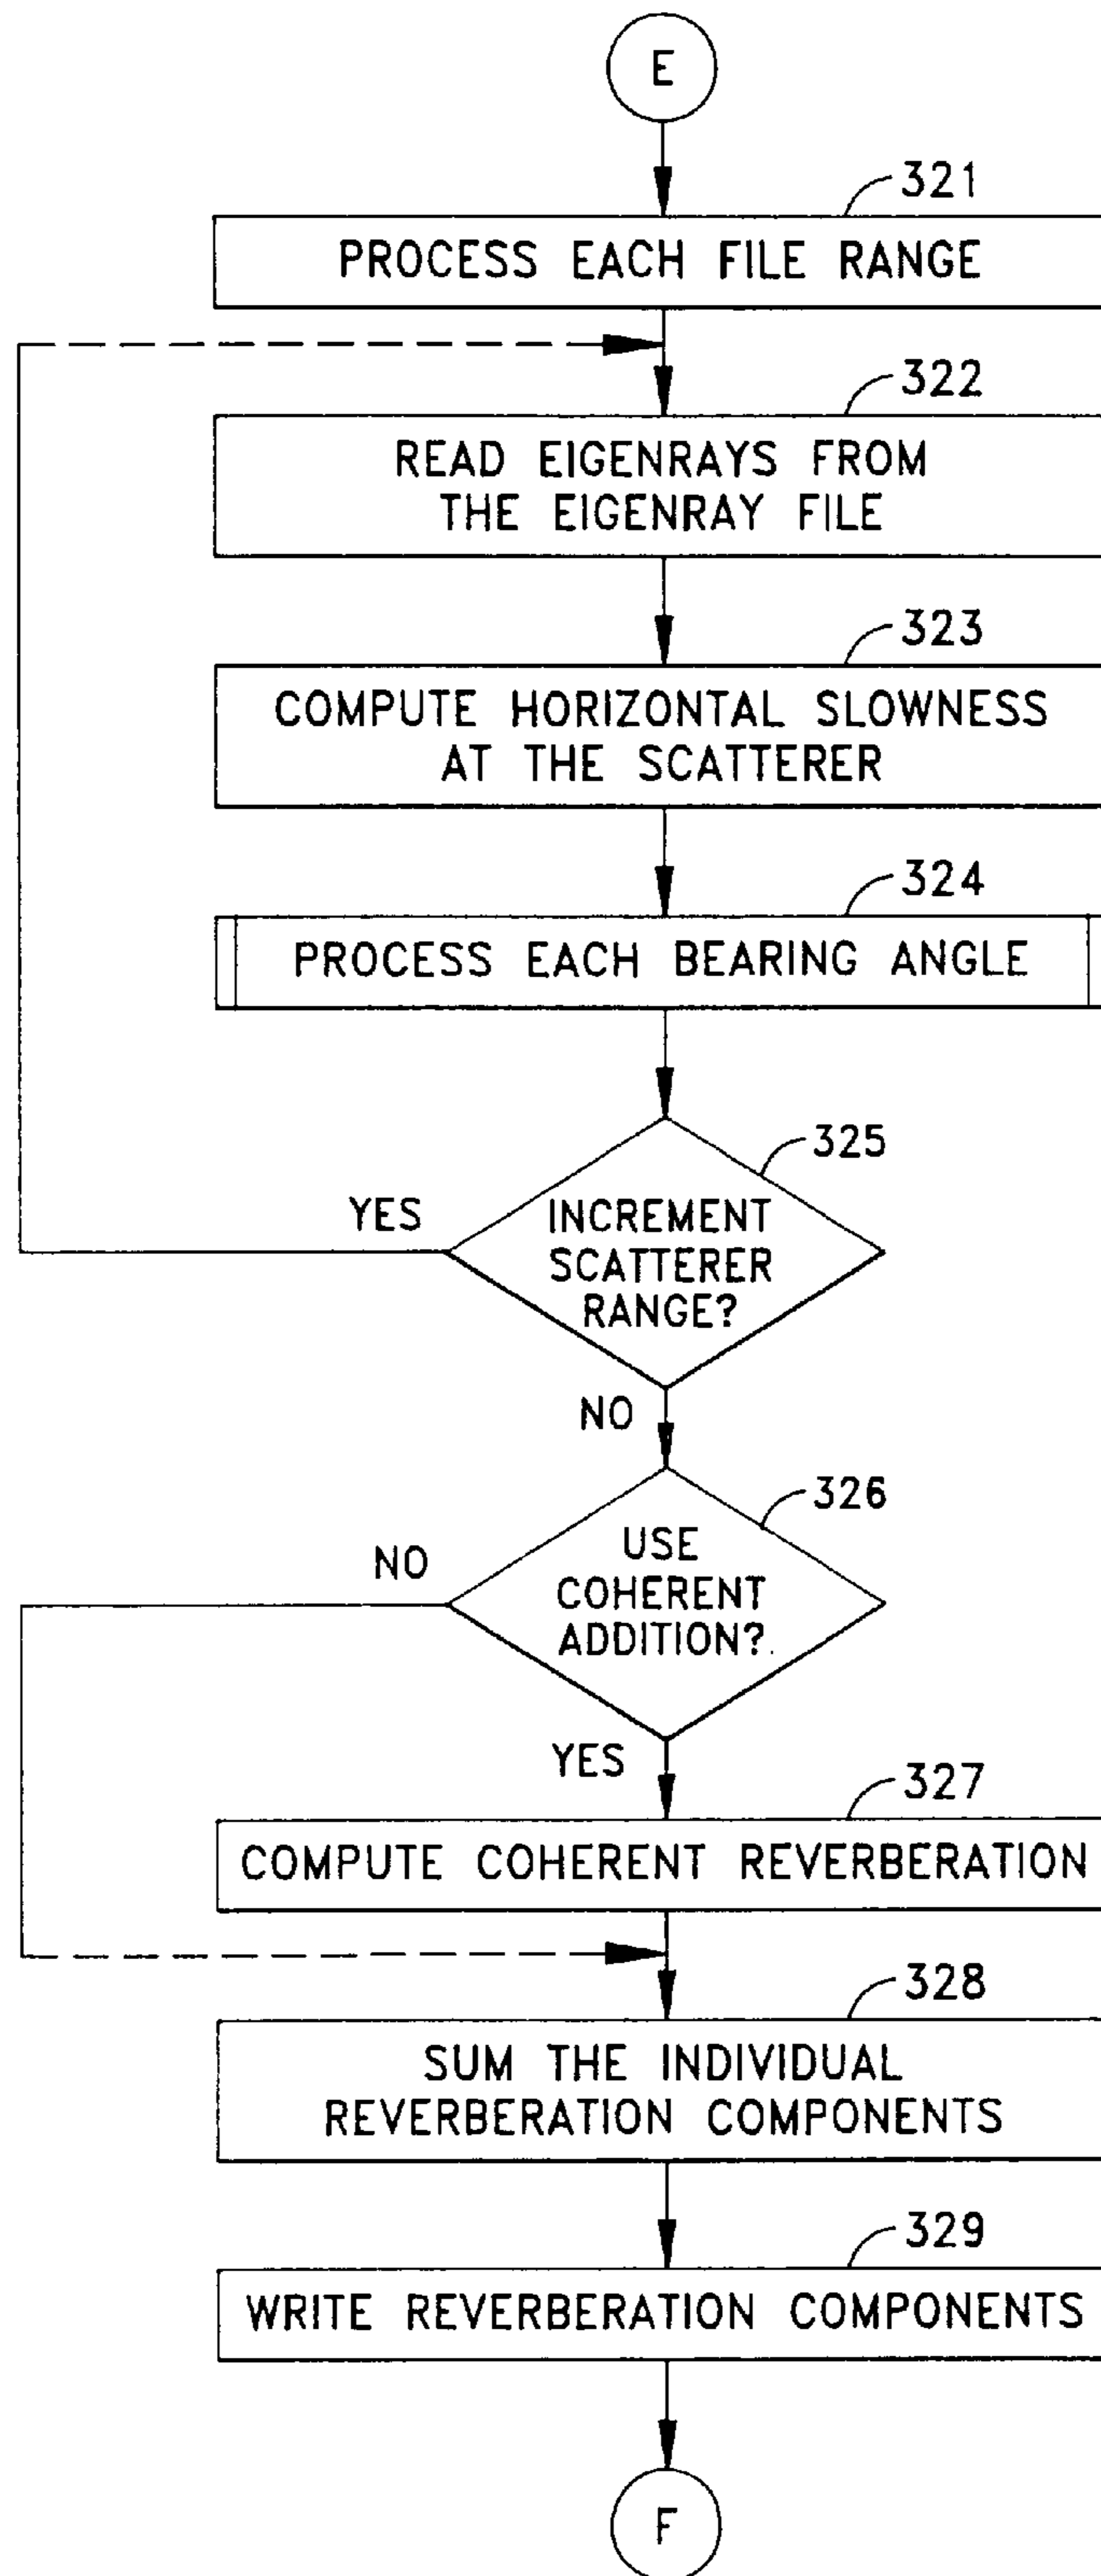 E
321
PROCESS EACH FILE RANGE
322
READ EIGENRAYS FROM
THE EIGENRAY FILE
323
COMPUTE HORIZONTAL SLOWNESS
AT THE SCATTERER
324
PROCESS EACH BEARING ANGLE
325
YES
INCREMENT
SCATTERER
RANGE?
NO
326
NO
USE
COHERENT
ADDITION?
YES
327
COMPUTE COHERENT REVERBERATION
328
SUM THE INDIVIDUAL
REVERBERATION COMPONENTS
329
WRITE REVERBERATION COMPONENTS
F